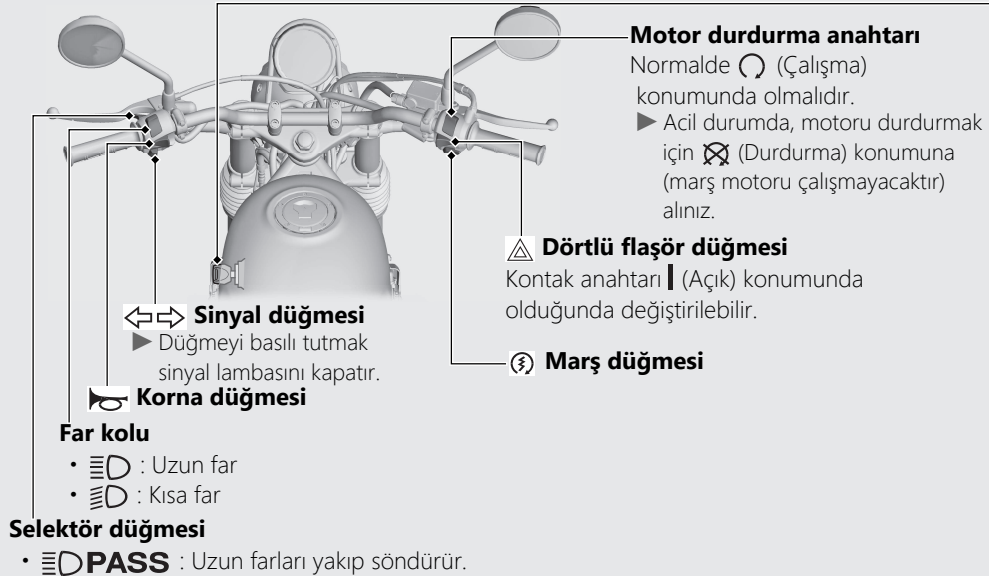 Motor durdurma anahtarı
Normalde (Çalışma)
konumunda olmalıdır.
▶ Acil durumda, motoru durdurmak
için (Durdurma) konumuna
(marş motoru çalışmayacaktır)
alınız.
Dörtlü flaşör düğmesi
Kontak anahtarı (Açık) konumunda
olduğunda değiştirilebilir.
Marş düğmesi
Sinyal düğmesi
▶ Düğmeyi basılı tutmak
sinyal lambasını kapatır.
Korna düğmesi
Far kolu
• : Uzun far
• : Kısa far
Selektör düğmesi
• PASS : Uzun farları yakıp söndürür.